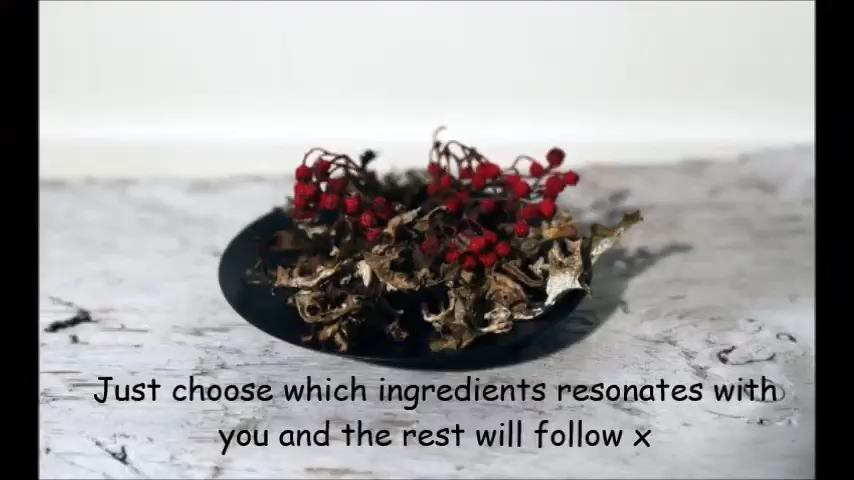 Just choose which ingredients resonates with
you and the rest will follow x